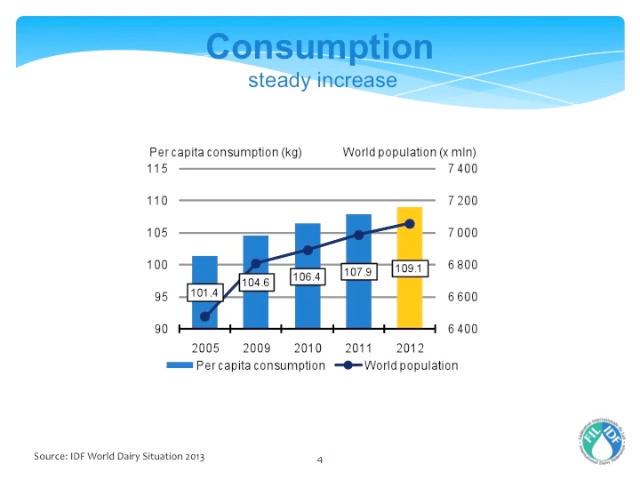 Consumption
steady increase
Per capita consumption (kg) World population (x mln)
115 7 400
110 7 200
105 7 000
100 6 800
95 6 600
90 6 400
101.4 104.6 106.4 107.9 109.1
2005 2009 2010 2011 2012
Per capita consumption World population
FIL IDF
Source: IDF World Dairy Situation 2013
4